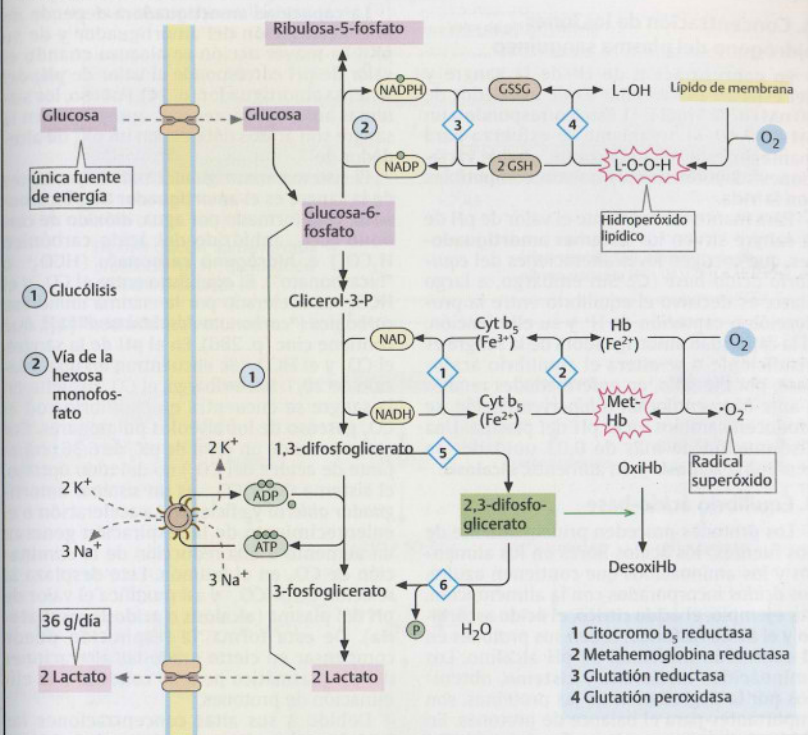 Ribulosa-5-fosfato
NADPH
GSSG
L–OH
Lípido de membrana
Glucosa
Glucosa
2
3
4
O₂
NADP
2 GSH
L-O-O-H
única fuente
de energía
Glucosa-6-
fosfato
Hidroperóxido
lipídico
1 Glucólisis
Glicerol-3-P
2 Vía de la
hexosa
monofos-
fato
NAD
Cyt b₅
(Fe³⁺)
Hb
(Fe²⁺)
O₂
1
1
2
NADH
Cyt b₅
(Fe²⁺)
Met-
Hb
•O₂⁻
2 K⁺
1,3-difosfoglicerato
5
OxiHb
Radical
superóxido
2 K⁺
ADP
2,3-difosfo-
glicerato
3 Na⁺
ATP
3 Na⁺
DesoxiHb
3-fosfoglicerato
6
P
H₂O
36 g/día
2 Lactato
2 Lactato
1 Citocromo b₅ reductasa
2 Metahemoglobina reductasa
3 Glutatión reductasa
4 Glutatión peroxidasa